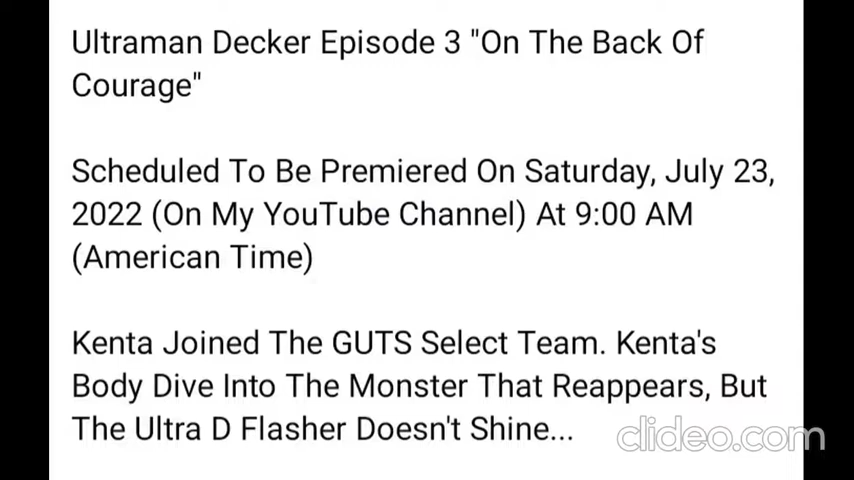 Ultraman Decker Episode 3 "On The Back Of
Courage"
Scheduled To Be Premiered On Saturday, July 23,
2022 (On My YouTube Channel) At 9:00 AM
(American Time)
Kenta Joined The GUTS Select Team. Kenta's
Body Dive Into The Monster That Reappears, But
The Ultra D Flasher Doesn't Shine...
clideo.com